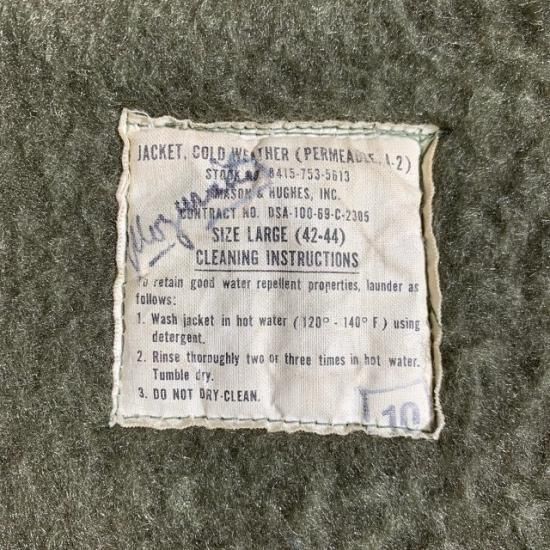 JACKET, COLD WEATHER (PERMEABLE, A-2)
STOCK NO. 8415-753-5613
MASON & HUGHES, INC.
CONTRACT NO. DSA-100-69-C-2305
SIZE LARGE (42-44)
CLEANING INSTRUCTIONS
To retain good water repellent properties, launder as
follows:
1. Wash jacket in hot water (120° - 140° F) using
detergent.
2. Rinse thoroughly two or three times in hot water.
Tumble dry.
3. DO NOT DRY-CLEAN.
10